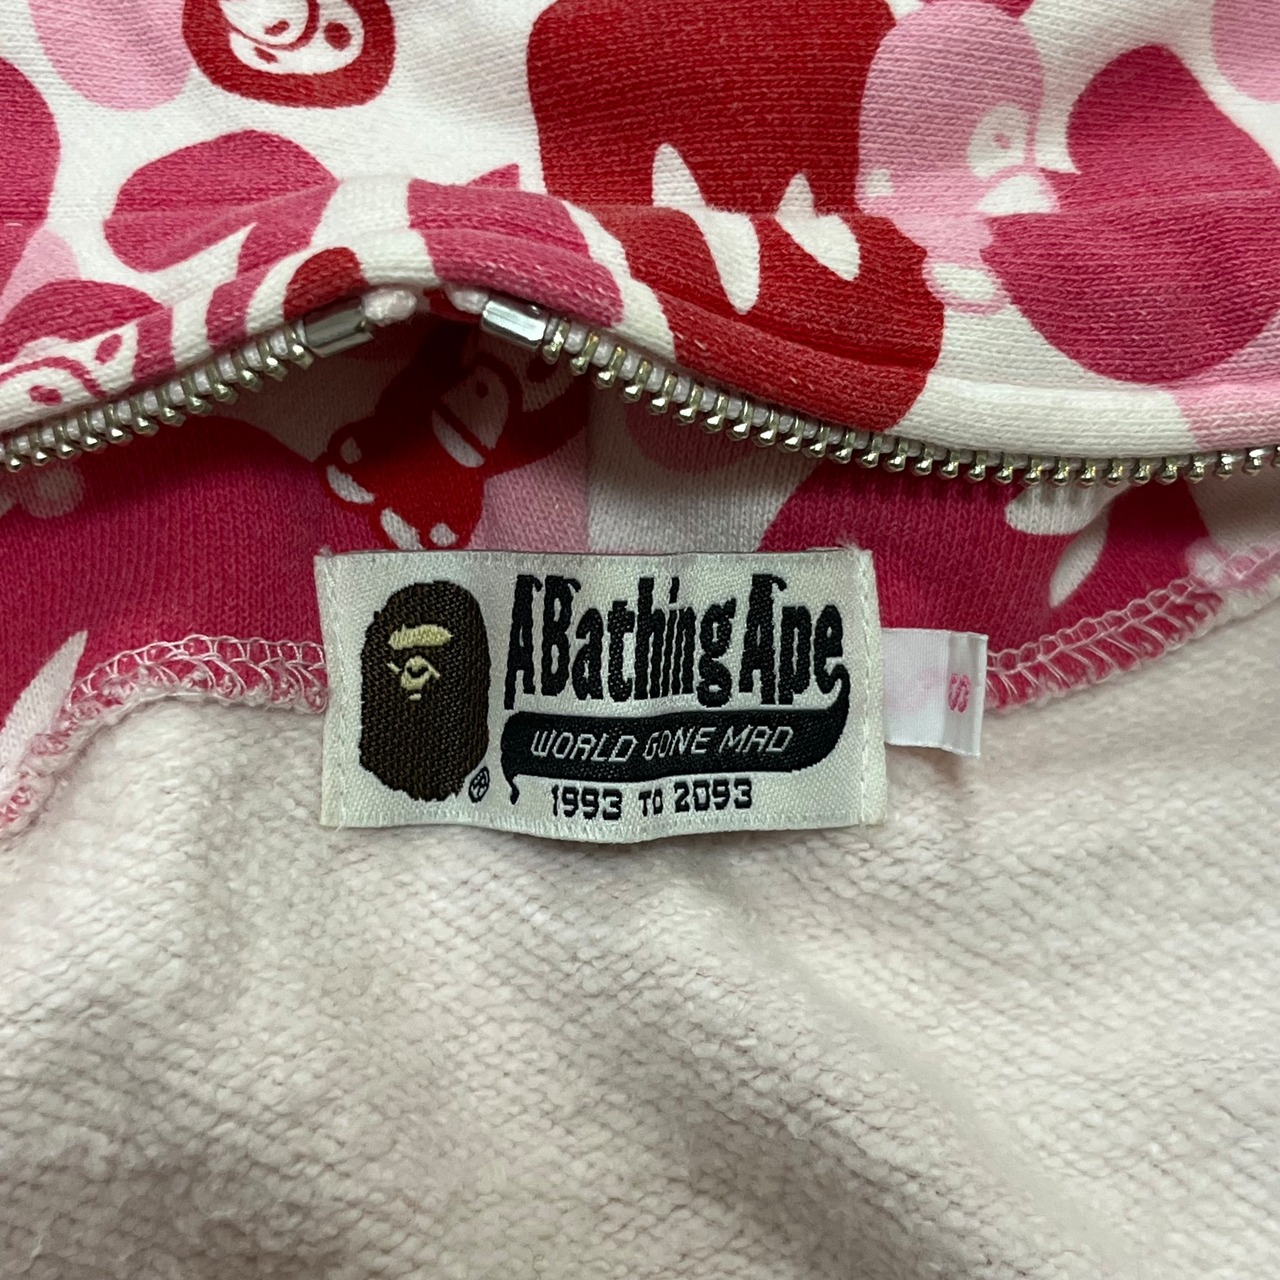 A Bathing Ape
WORLD GONE MAD
®
1993 TO 2093
S